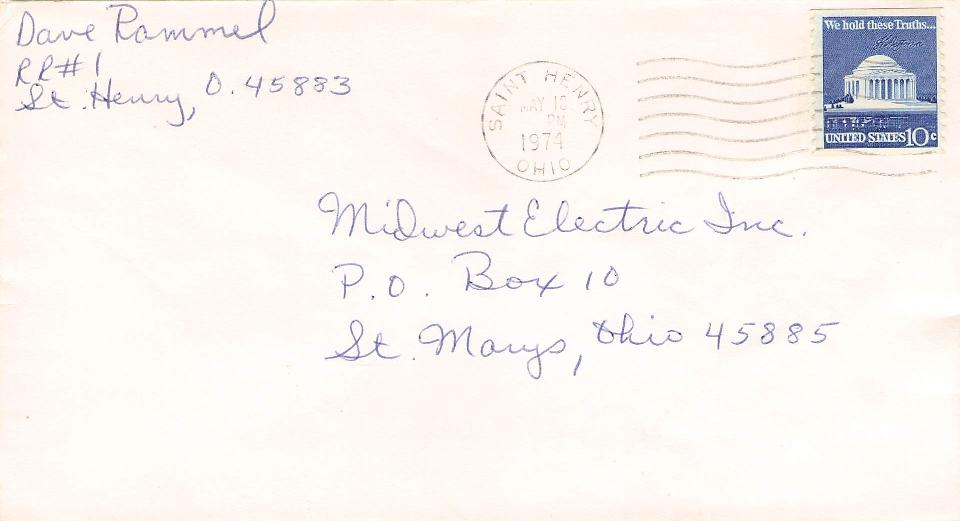 Dave Rammel
RR#1
St. Henry, O. 45883
SAINT HENRY
MAY 18
PM
1974
OHIO
We hold these Truths...
UNITED STATES 10c
Midwest Electric Inc.
P.O. Box 10
St. Marys, Ohio 45885